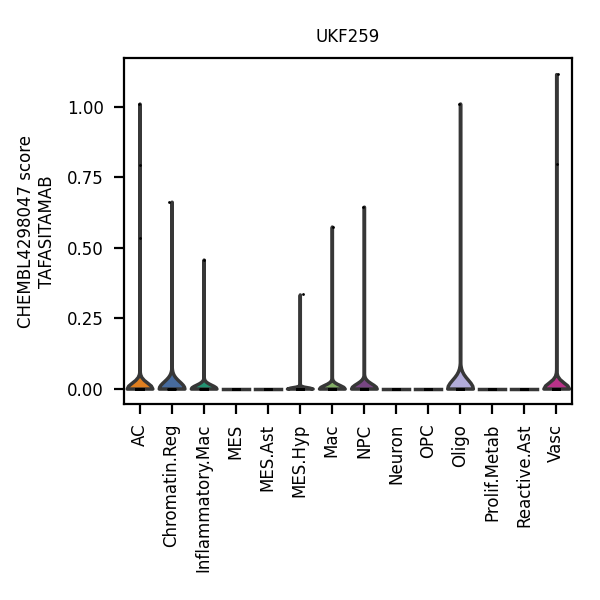 UKF259
CHEMBL4298047 score
TAFASITAMAB
1.00
0.75
0.50
0.25
0.00
AC
Chromatin.Reg
Inflammatory.Mac
MES
MES.Ast
MES.Hyp
Mac
NPC
Neuron
OPC
Oligo
Prolif.Metab
Reactive.Ast
Vasc